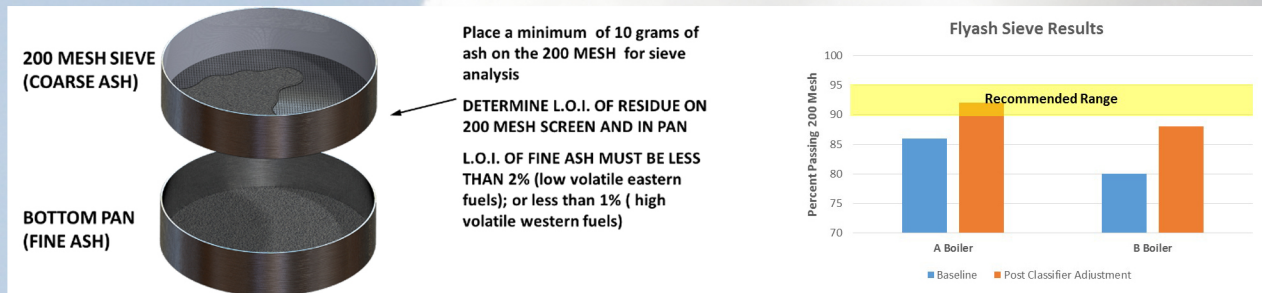 200 MESH SIEVE
(COARSE ASH)
BOTTOM PAN
(FINE ASH)
Place a minimum of 10 grams of
ash on the 200 MESH for sieve
analysis
DETERMINE L.O.I. OF RESIDUE ON
200 MESH SCREEN AND IN PAN
L.O.I. OF FINE ASH MUST BE LESS
THAN 2% (low volatile eastern
fuels); or less than 1% ( high
volatile western fuels)
Flyash Sieve Results
Percent Passing 200 Mesh
100
95
90
85
80
75
70
Recommended Range
A Boiler
B Boiler
Baseline
Post Classifier Adjustment